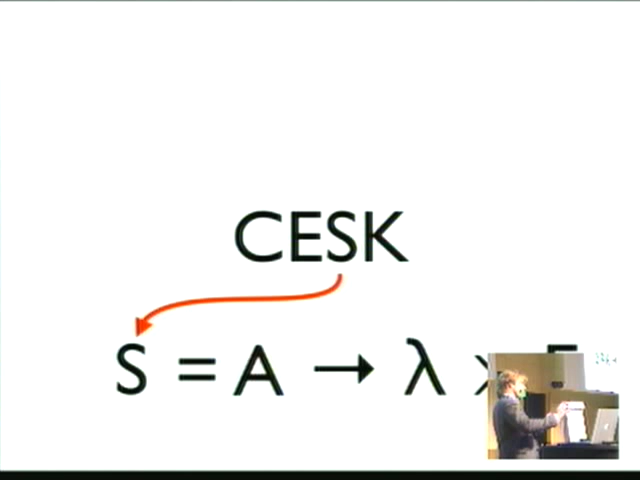 CESK
S = A → λ ×